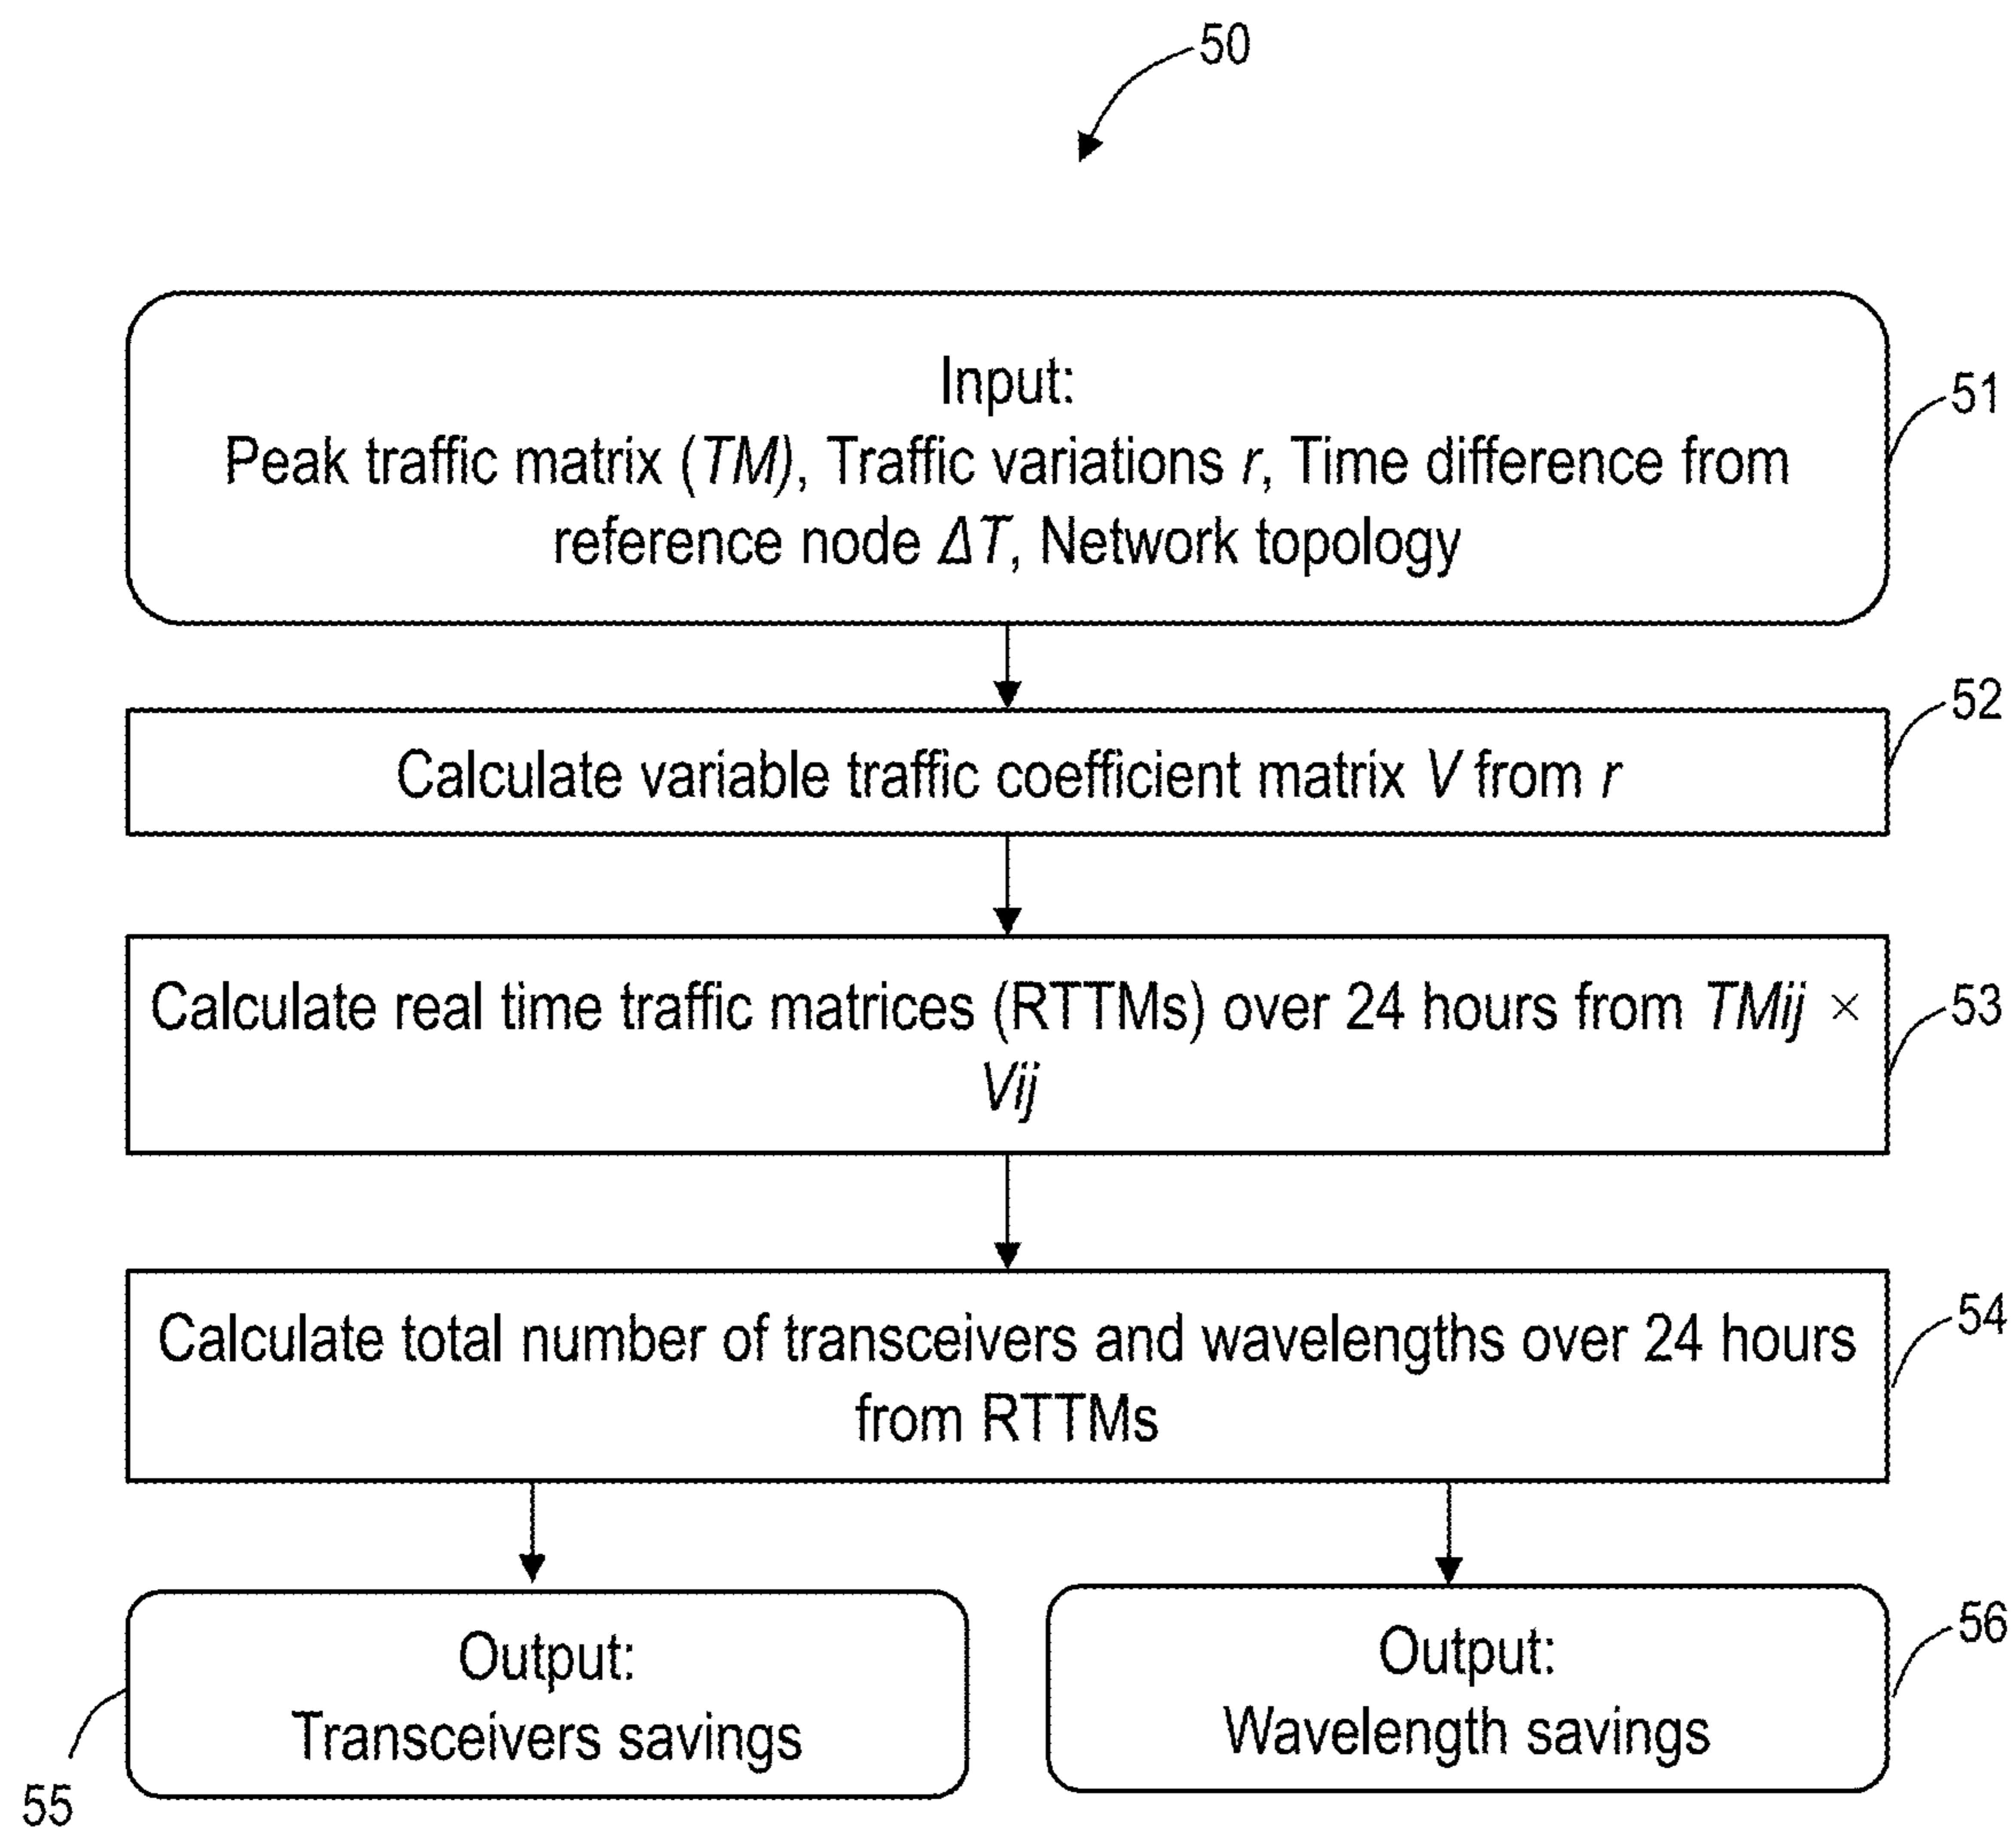 50
Input:
Peak traffic matrix (TM), Traffic variations r, Time difference from
reference node ΔT, Network topology
51
52
Calculate variable traffic coefficient matrix V from r
Calculate real time traffic matrices (RTTMs) over 24 hours from TMij ×
Vij
53
Calculate total number of transceivers and wavelengths over 24 hours
from RTTMs
54
Output:
Transceivers savings
55
Output:
Wavelength savings
56